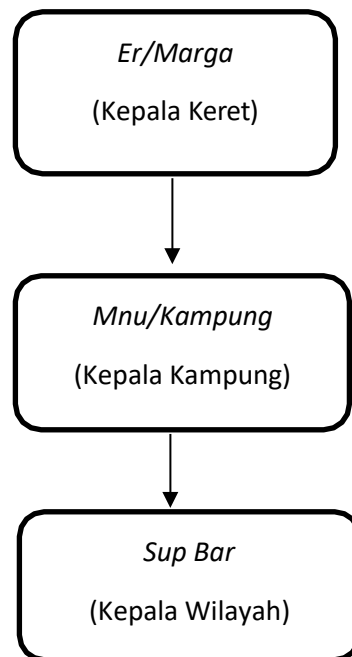 Er/Marga
(Kepala Keret)
Mnu/Kampung
(Kepala Kampung)
Sup Bar
(Kepala Wilayah)